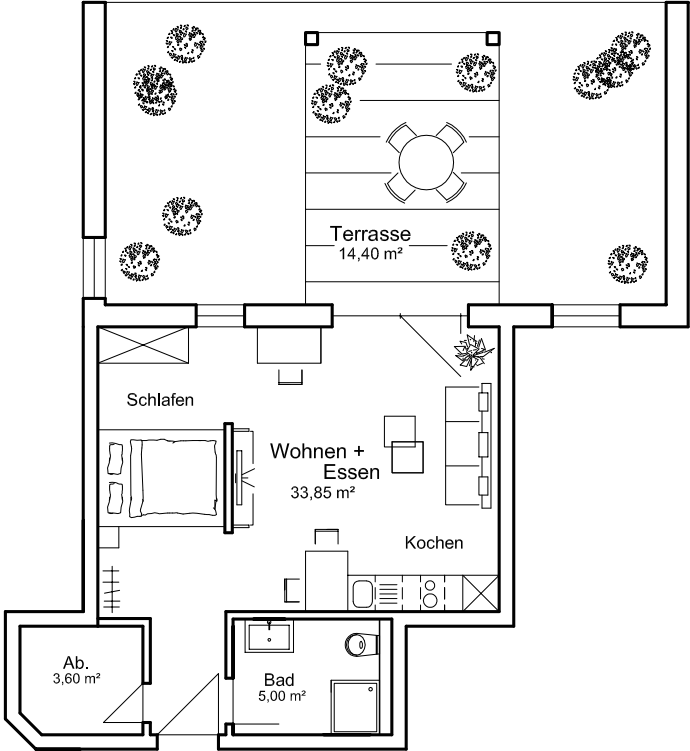 Terrasse
14,40 m²
Schlafen
Wohnen +
Essen
33,85 m²
Kochen
Ab.
3,60 m²
Bad
5,00 m²